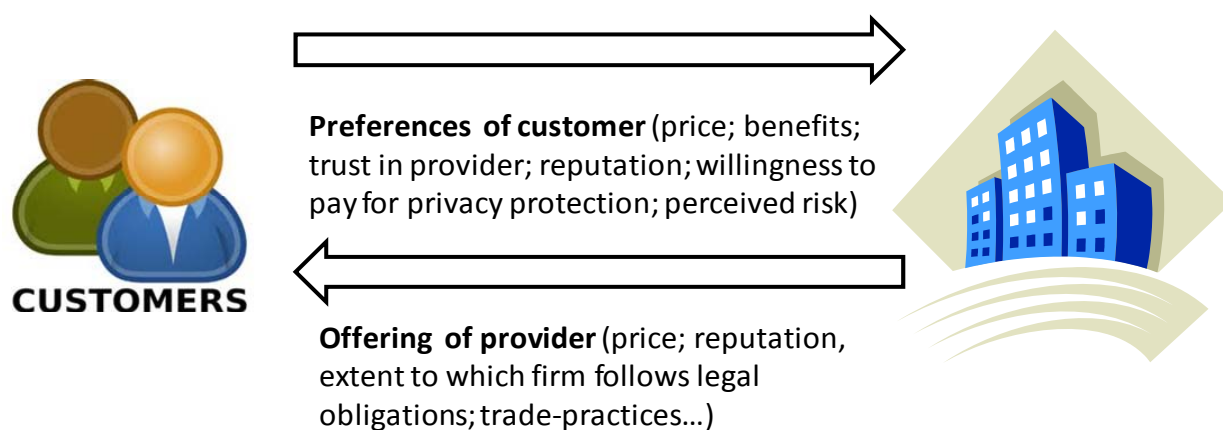 Preferences of customer (price; benefits;
trust in provider; reputation; willingness to
pay for privacy protection; perceived risk)
CUSTOMERS
Offering of provider (price; reputation,
extent to which firm follows legal
obligations; trade-practices…)